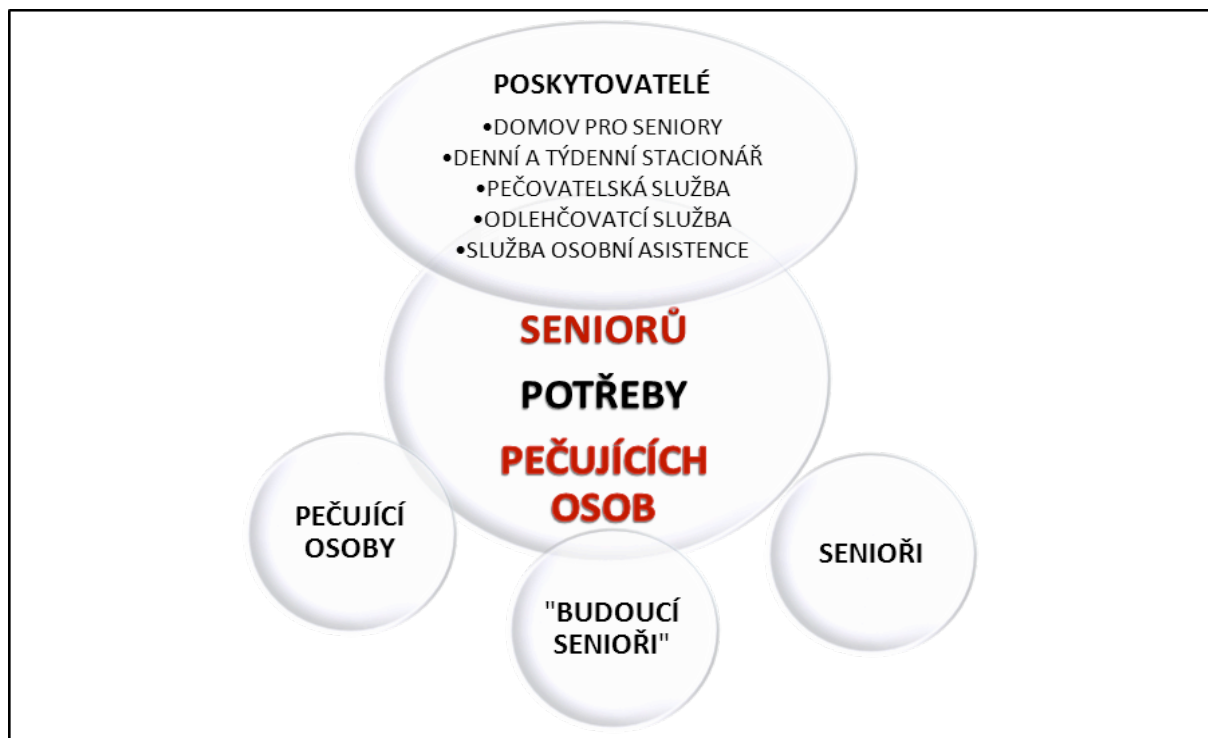 POSKYTOVATELÉ
•DOMOV PRO SENIORY
•DENNÍ A TÝDENNÍ STACIONÁŘ
•PEČOVATELSKÁ SLUŽBA
•ODLEHČOVATCÍ SLUŽBA
•SLUŽBA OSOBNÍ ASISTENCE
SENIORŮ
POTŘEBY
PEČUJÍCÍCH
OSOB
PEČUJÍCÍ
OSOBY
"BUDOUCÍ
SENIOŘI"
SENIOŘI